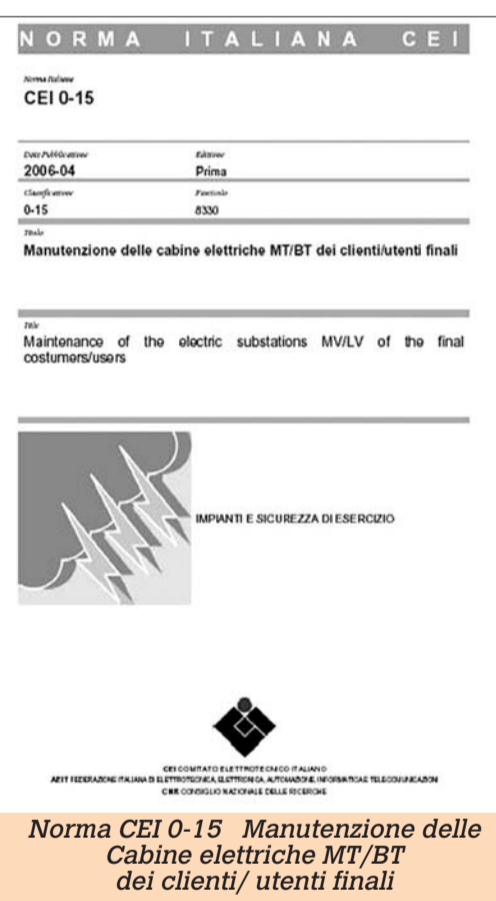 NORMA ITALIANA CEI
Norma Italiana
CEI 0-15
Data Pubblicazione Edizione
2006-04 Prima
Classificazione Fascicolo
0-15 8330
Titolo
Manutenzione delle cabine elettriche MT/BT dei clienti/utenti finali
Title
Maintenance of the electric substations MV/LV of the final
costumers/users
IMPIANTI E SICUREZZA DI ESERCIZIO
CEI COMITATO ELETTROTECNICO ITALIANO
AEIT FEDERAZIONE ITALIANA DI ELETTROTECNICA, ELETTRONICA, AUTOMAZIONE, INFORMATICA E TELECOMUNICAZIONI
CNR CONSIGLIO NAZIONALE DELLE RICERCHE
Norma CEI 0-15 Manutenzione delle
Cabine elettriche MT/BT
dei clienti/ utenti finali